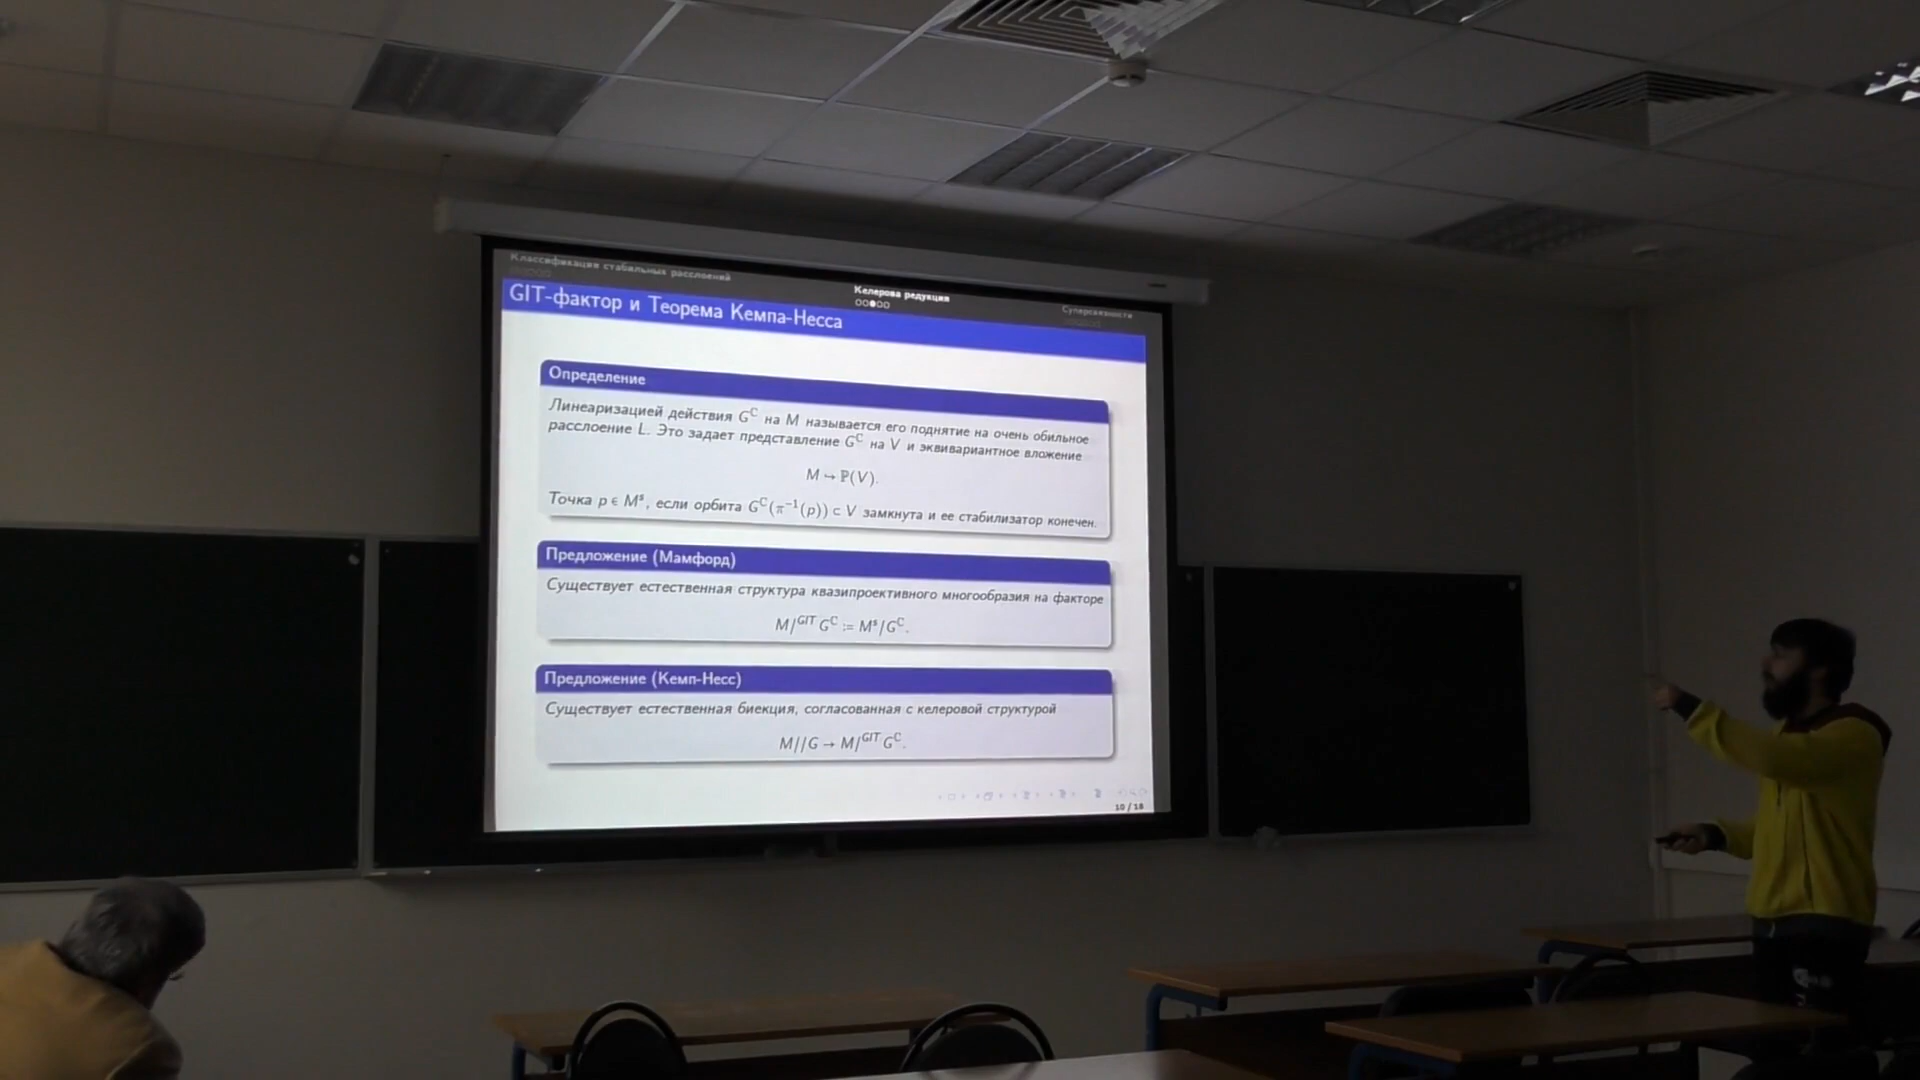 Классификация стабильных расслоений
Келерова редукция
Суперсвязности
GIT-фактор и Теорема Кемпа-Несса
Определение
Линеаризацией действия G^ℂ на M называется его поднятие на очень обильное
расслоение L. Это задает представление G^ℂ на V и эквивариантное вложение
M ↪ ℙ(V).
Точка p ∈ M^s, если орбита G^ℂ(π^{-1}(p)) ⊂ V замкнута и ее стабилизатор конечен.
Предложение (Мамфорд)
Существует естественная структура квазипроективного многообразия на факторе
M/^{GIT} G^ℂ := M^s/G^ℂ.
Предложение (Кемп-Несс)
Существует естественная биекция, согласованная с келеровой структурой
M//G → M/^{GIT} G^ℂ.
10 / 18